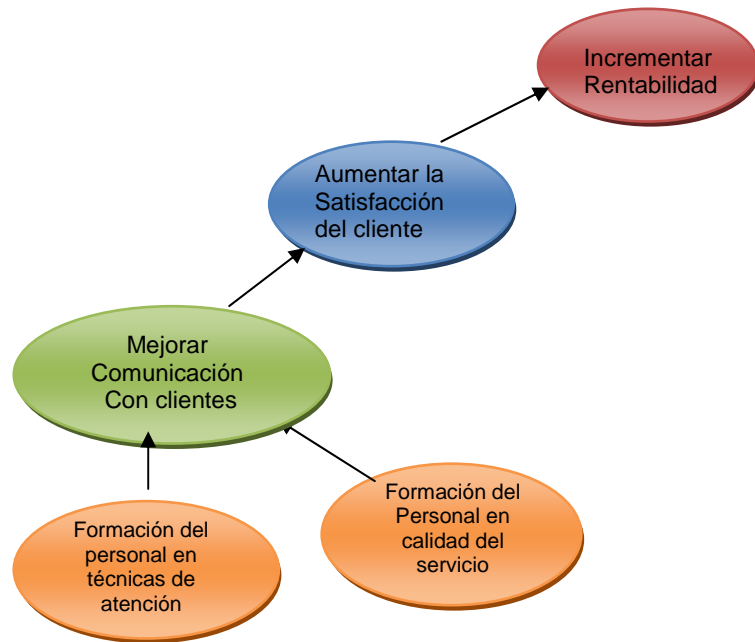 Incrementar
Rentabilidad
Aumentar la
Satisfacción
del cliente
Mejorar
Comunicación
Con clientes
Formación del
personal en
técnicas de
atención
Formación del
Personal en
calidad del
servicio